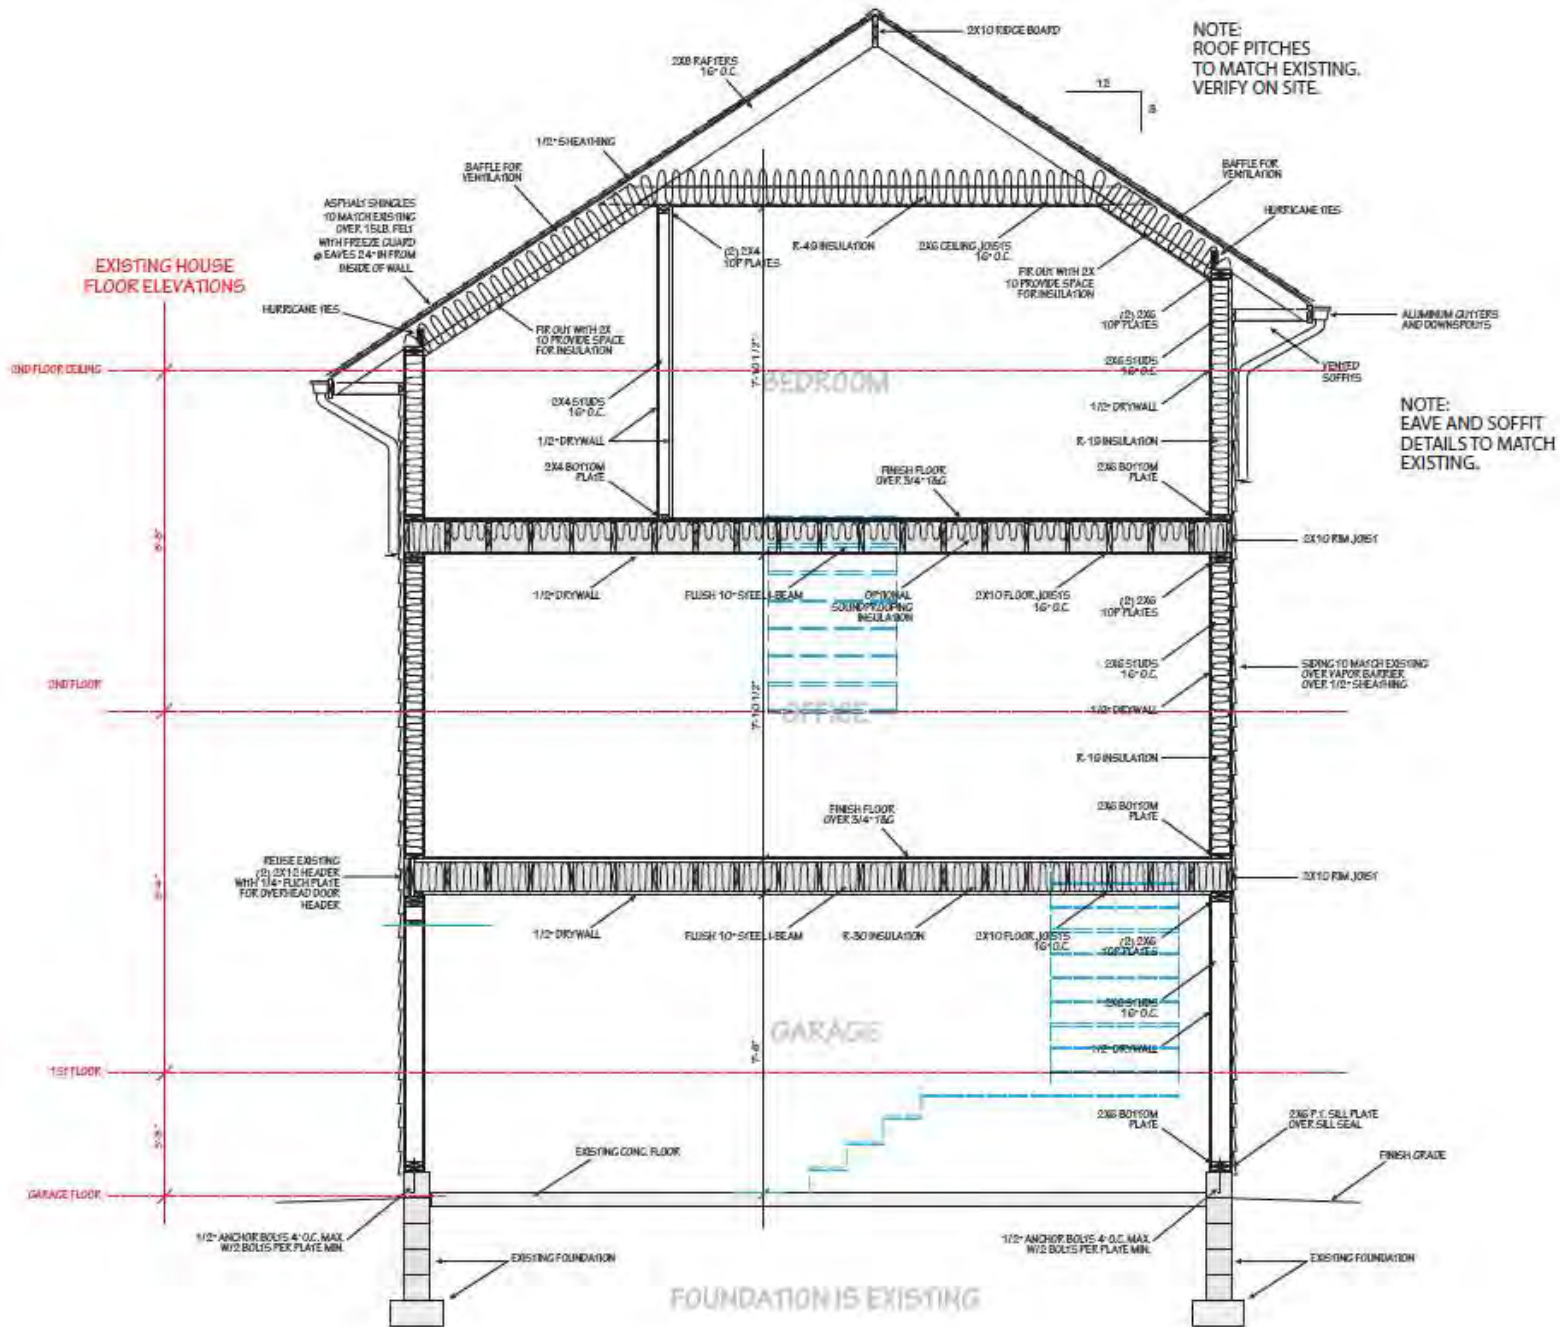 NOTE:
ROOF PITCHES
TO MATCH EXISTING.
VERIFY ON SITE.
2X10 RIDGE BOARD
2X8 RAFTERS
16" O.C.
12
8
1/2" SHEATHING
BAFFLE FOR
VENTILATION
BAFFLE FOR
VENTILATION
ASPHALT SHINGLES
TO MATCH EXISTING
OVER 15LB. FELT
WITH FREEZE GUARD
@ EAVES 24" IN FROM
INSIDE OF WALL
HURRICANE TIES
(2) 2X4
TOP PLATES
R-49 INSULATION
2X6 CEILING JOISTS
16" O.C.
FIR OUT WITH 2X
TO PROVIDE SPACE
FOR INSULATION
EXISTING HOUSE
FLOOR ELEVATIONS
HURRICANE TIES
FIR OUT WITH 2X
TO PROVIDE SPACE
FOR INSULATION
(2) 2X6
TOP PLATES
ALUMINUM GUTTERS
AND DOWNSPOUTS
2ND FLOOR CEILING
7'-10 1/2"
BEDROOM
2X6 STUDS
16" O.C.
VENTED
SOFFITS
2X4 STUDS
16" O.C.
1/2" DRYWALL
NOTE:
EAVE AND SOFFIT
DETAILS TO MATCH
EXISTING.
1/2" DRYWALL
R-19 INSULATION
2X4 BOTTOM
PLATE
FINISH FLOOR
OVER 3/4" T&G
2X6 BOTTOM
PLATE
2X10 RIM JOIST
1/2" DRYWALL
FLUSH 10" STEEL I-BEAM
OPTIONAL
SOUNDPROOFING
INSULATION
2X10 FLOOR JOISTS
16" O.C.
(2) 2X6
TOP PLATES
2X6 STUDS
16" O.C.
SIDING TO MATCH EXISTING
OVER VAPOR BARRIER
OVER 1/2" SHEATHING
2ND FLOOR
7'-10 1/2"
OFFICE
1/2" DRYWALL
R-19 INSULATION
FINISH FLOOR
OVER 3/4" T&G
2X6 BOTTOM
PLATE
REUSE EXISTING
(2) 2X12 HEADER
WITH 1/4" FLICH PLATE
FOR OVERHEAD DOOR
HEADER
2X10 RIM JOIST
1/2" DRYWALL
FLUSH 10" STEEL I-BEAM
R-30 INSULATION
2X10 FLOOR JOISTS
16" O.C.
(2) 2X6
TOP PLATES
2X6 STUDS
16" O.C.
GARAGE
1/2" DRYWALL
1ST FLOOR
2X6 BOTTOM
PLATE
2X6 P.T. SILL PLATE
OVER SILL SEAL
EXISTING CONC. FLOOR
FINISH GRADE
GARAGE FLOOR
1/2" ANCHOR BOLTS 4' O.C. MAX.
W/2 BOLTS PER PLATE MIN.
EXISTING FOUNDATION
1/2" ANCHOR BOLTS 4' O.C. MAX.
W/2 BOLTS PER PLATE MIN.
EXISTING FOUNDATION
FOUNDATION IS EXISTING